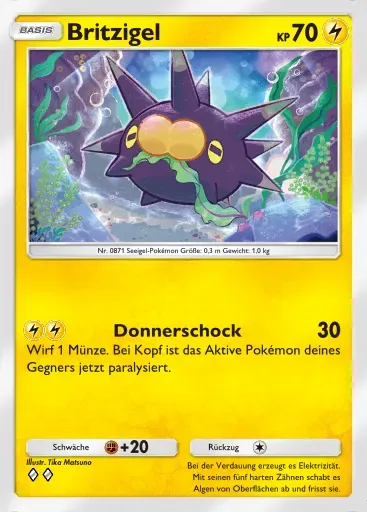 BASIS
Britzigel
KP 70
Nr. 0871 Seeigel-Pokémon Größe: 0,3 m Gewicht: 1,0 kg
Donnerschock 30
Wirf 1 Münze. Bei Kopf ist das Aktive Pokémon deines
Gegners jetzt paralysiert.
Schwäche +20 Rückzug
Illustr. Tika Matsuno
Bei der Verdauung erzeugt es Elektrizität.
Mit seinen fünf harten Zähnen schabt es
Algen von Oberflächen ab und frisst sie.